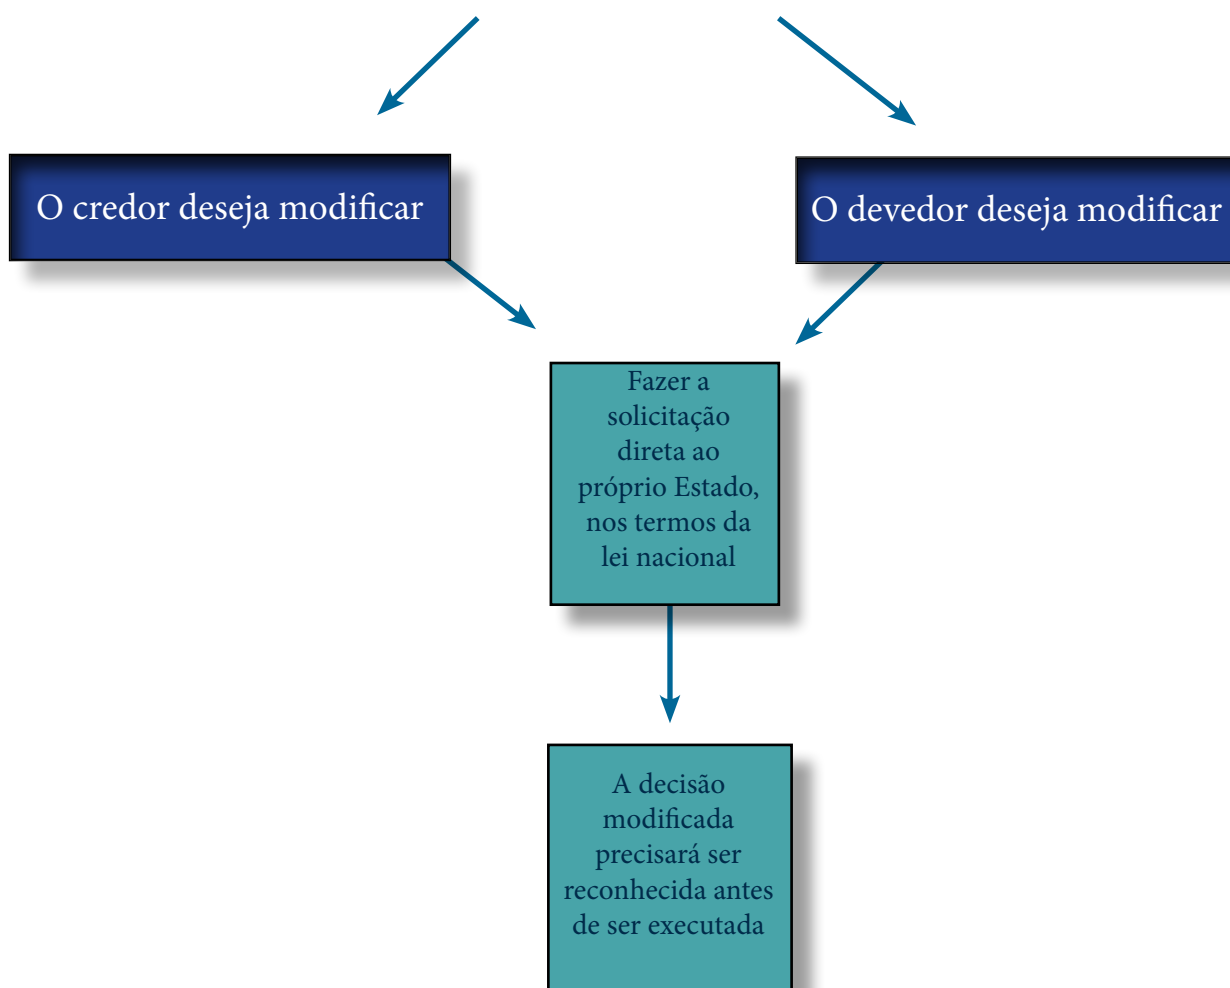 O credor deseja modificar
O devedor deseja modificar
Fazer a
solicitação
direta ao
próprio Estado,
nos termos da
lei nacional
A decisão
modificada
precisará ser
reconhecida antes
de ser executada